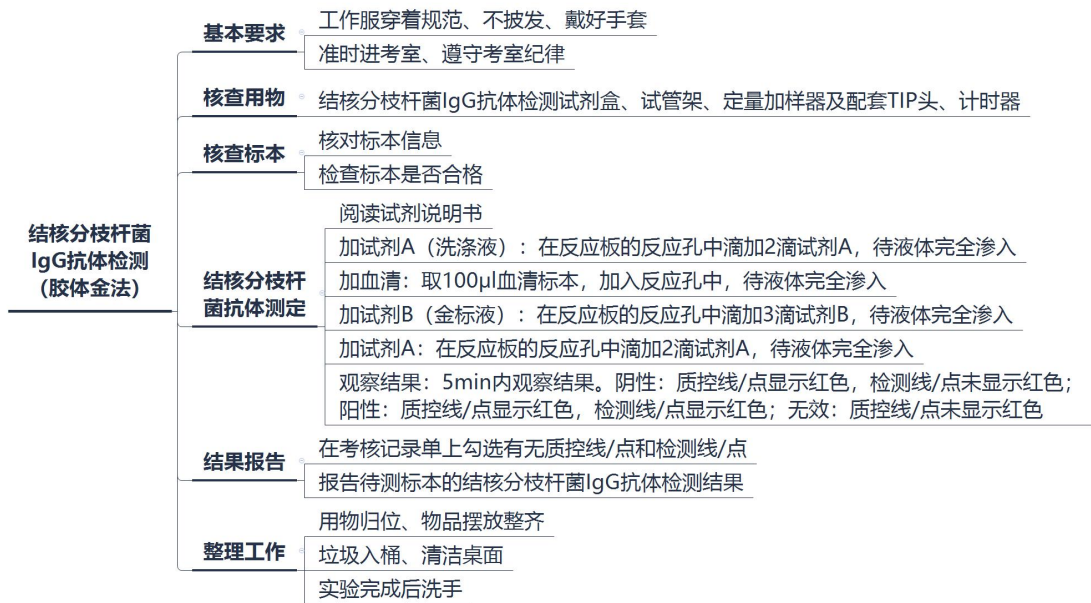 结核分枝杆菌
IgG抗体检测
（胶体金法）
基本要求
工作服穿着规范、不披发、戴好手套
准时进考室、遵守考室纪律
核查用物
结核分枝杆菌IgG抗体检测试剂盒、试管架、定量加样器及配套TIP头、计时器
核查标本
核对标本信息
检查标本是否合格
结核分枝杆
菌抗体测定
阅读试剂说明书
加试剂A（洗涤液）：在反应板的反应孔中滴加2滴试剂A，待液体完全渗入
加血清：取100μl血清标本，加入反应孔中，待液体完全渗入
加试剂B（金标液）：在反应板的反应孔中滴加3滴试剂B，待液体完全渗入
加试剂A：在反应板的反应孔中滴加2滴试剂A，待液体完全渗入
观察结果：5min内观察结果。阴性：质控线/点显示红色，检测线/点未显示红色；
阳性：质控线/点显示红色，检测线/点显示红色；无效：质控线/点未显示红色
结果报告
在考核记录单上勾选有无质控线/点和检测线/点
报告待测标本的结核分枝杆菌IgG抗体检测结果
整理工作
用物归位、物品摆放整齐
垃圾入桶、清洁桌面
实验完成后洗手